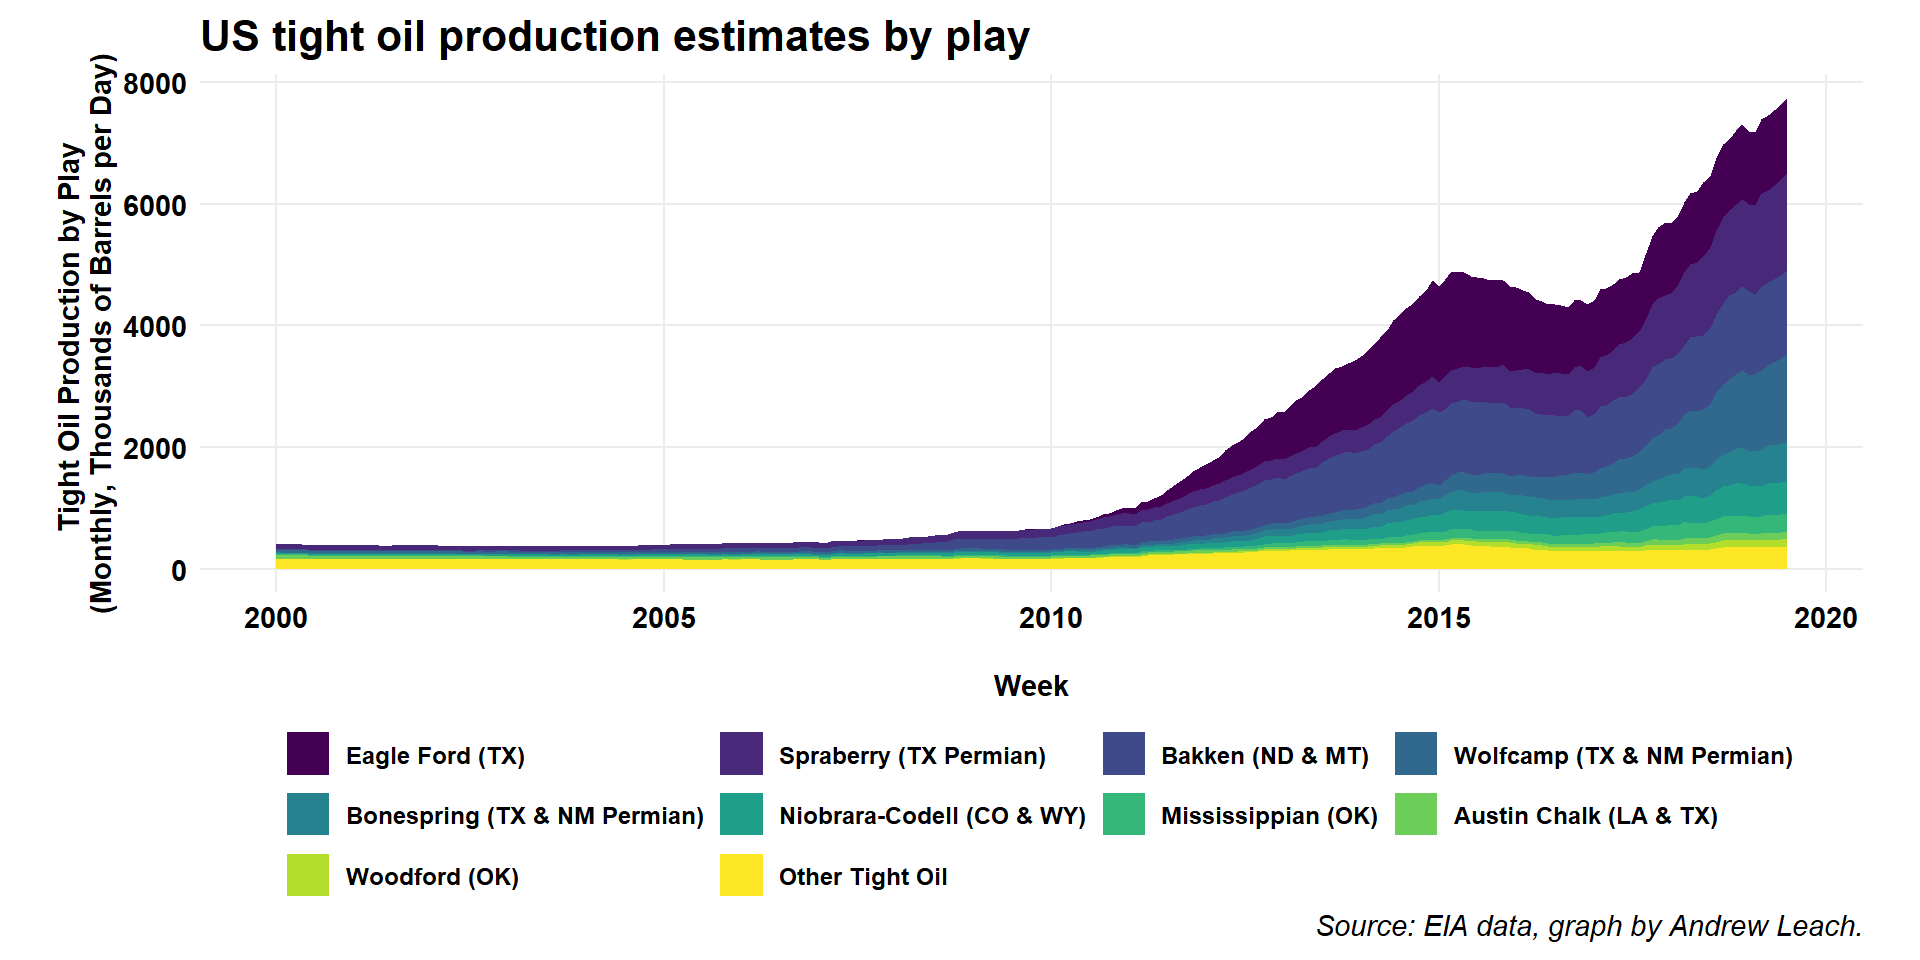 US tight oil production estimates by play
Tight Oil Production by Play
(Monthly, Thousands of Barrels per Day)
8000
6000
4000
2000
0
2000 2005 2010 2015 2020
Week
Eagle Ford (TX) Spraberry (TX Permian) Bakken (ND & MT) Wolfcamp (TX & NM Permian)
Bonespring (TX & NM Permian) Niobrara-Codell (CO & WY) Mississippian (OK) Austin Chalk (LA & TX)
Woodford (OK) Other Tight Oil
Source: EIA data, graph by Andrew Leach.